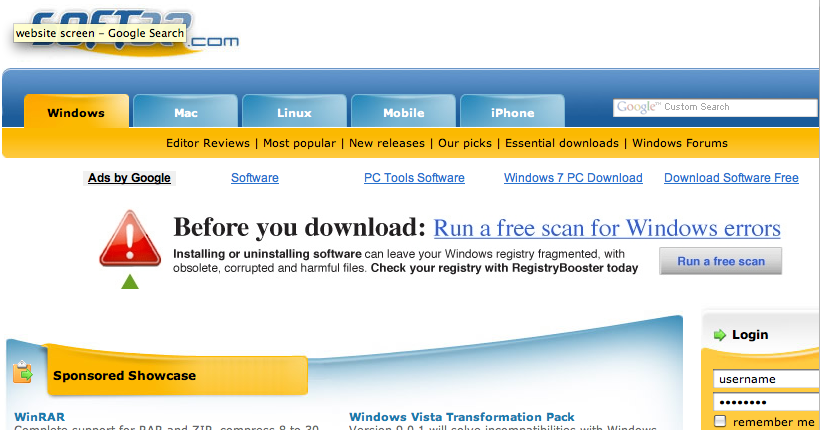 website screen – Google Search
.com
Windows Mac Linux Mobile iPhone
Google™ Custom Search
Editor Reviews | Most popular | New releases | Our picks | Essential downloads | Windows Forums
Ads by Google Software PC Tools Software Windows 7 PC Download Download Software Free
Before you download: Run a free scan for Windows errors
Installing or uninstalling software can leave your Windows registry fragmented, with
obsolete, corrupted and harmful files. Check your registry with RegistryBooster today
Run a free scan
Login
Sponsored Showcase
username
WinRAR Windows Vista Transformation Pack
Complete support for RAR and ZIP, compress 8 to 30
Version 9.0.1 will solve incompatibilities with Windows
remember me